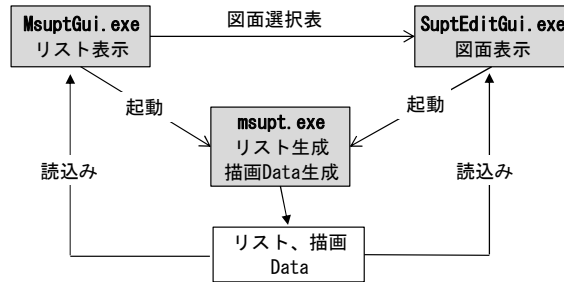 MsuptGui.exe
リスト表示
図面選択表
SuptEditGui.exe
図面表示
起動
起動
msupt.exe
リスト生成
描画Data生成
読込み
読込み
リスト、描画
Data